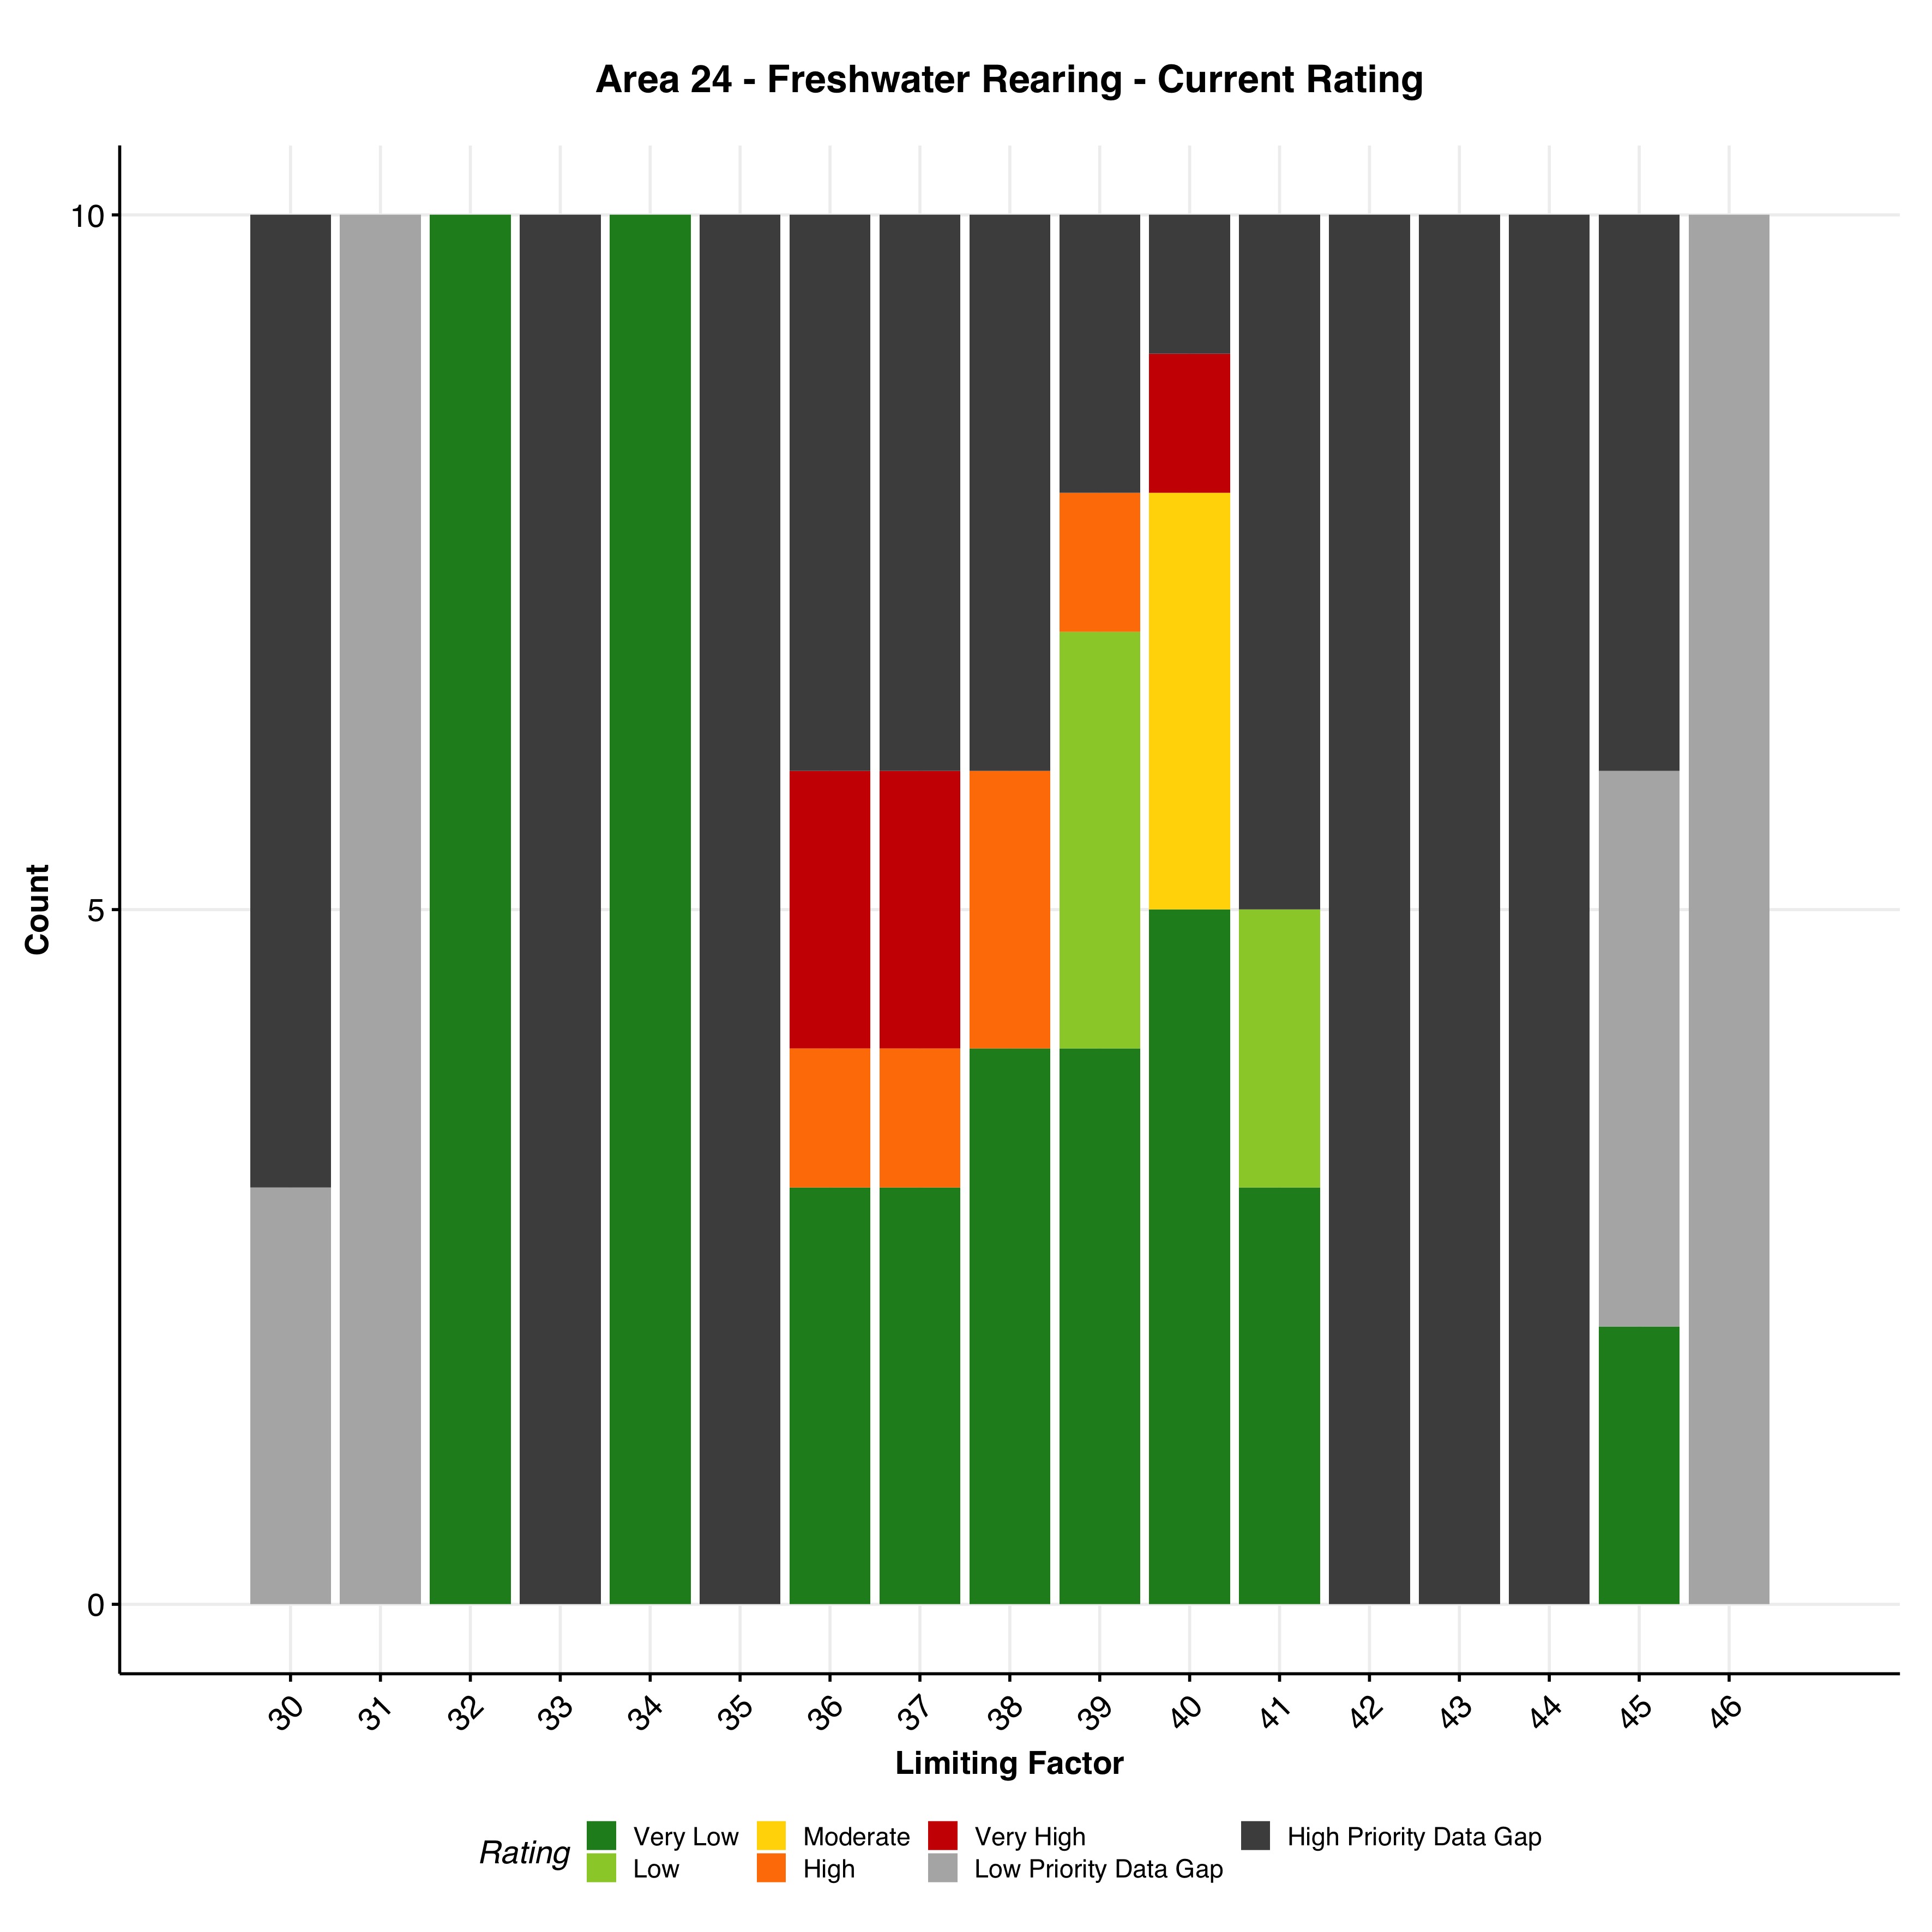 Area 24 - Freshwater Rearing - Current Rating
10
5
0
Count
30 31 32 33 34 35 36 37 38 39 40 41 42 43 44 45 46
Limiting Factor
Rating
Very Low Moderate Very High High Priority Data Gap
Low High Low Priority Data Gap